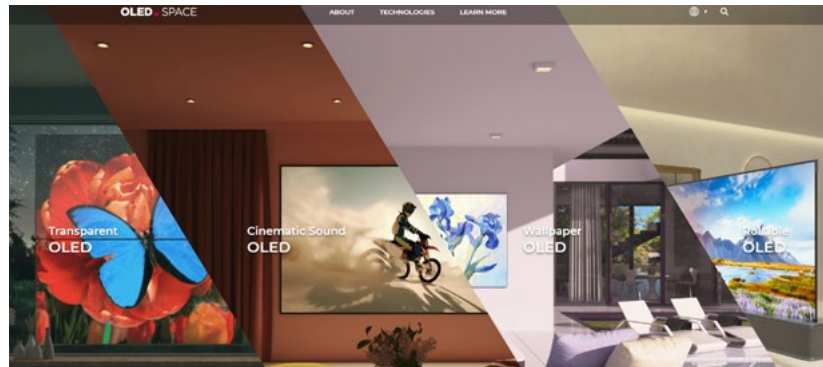 OLED. SPACE
ABOUT
TECHNOLOGIES
LEARN MORE
Transparent
OLED
Cinematic Sound
OLED
Wallpaper
OLED
Rollable
OLED